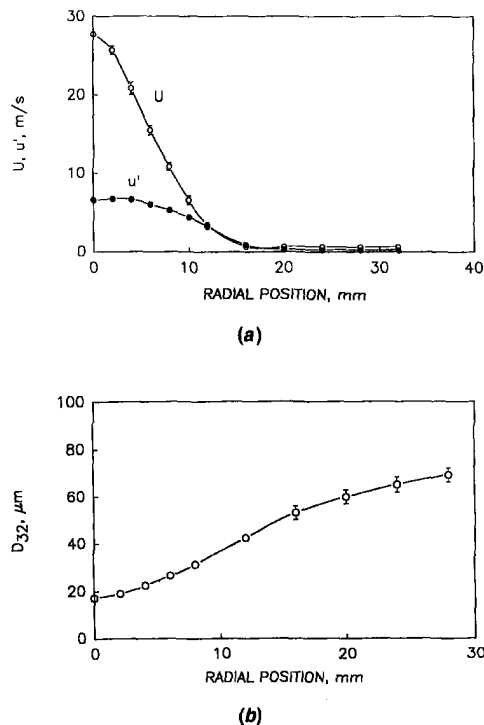 30
20
10
0
U, u', m/s
U
u'
0 10 20 30 40
RADIAL POSITION, mm
(a)
100
80
60
40
20
0
D32, μm
0 10 20 30
RADIAL POSITION, mm
(b)